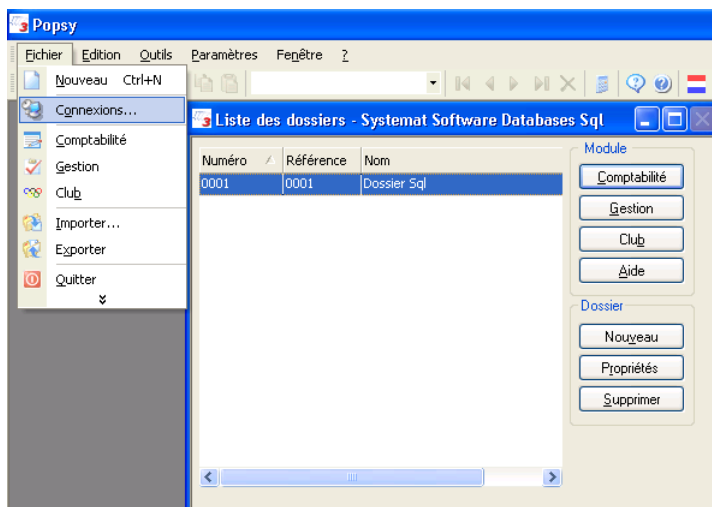 Popsy
Fichier Edition Outils Paramètres Fenêtre ?
Nouveau Ctrl+N
Connexions...
Comptabilité
Gestion
Club
Importer...
Exporter
Quitter
Liste des dossiers - Systemat Software Databases Sql
Numéro Référence Nom
0001 0001 Dossier Sql
Module
Comptabilité
Gestion
Club
Aide
Dossier
Nouveau
Propriétés
Supprimer